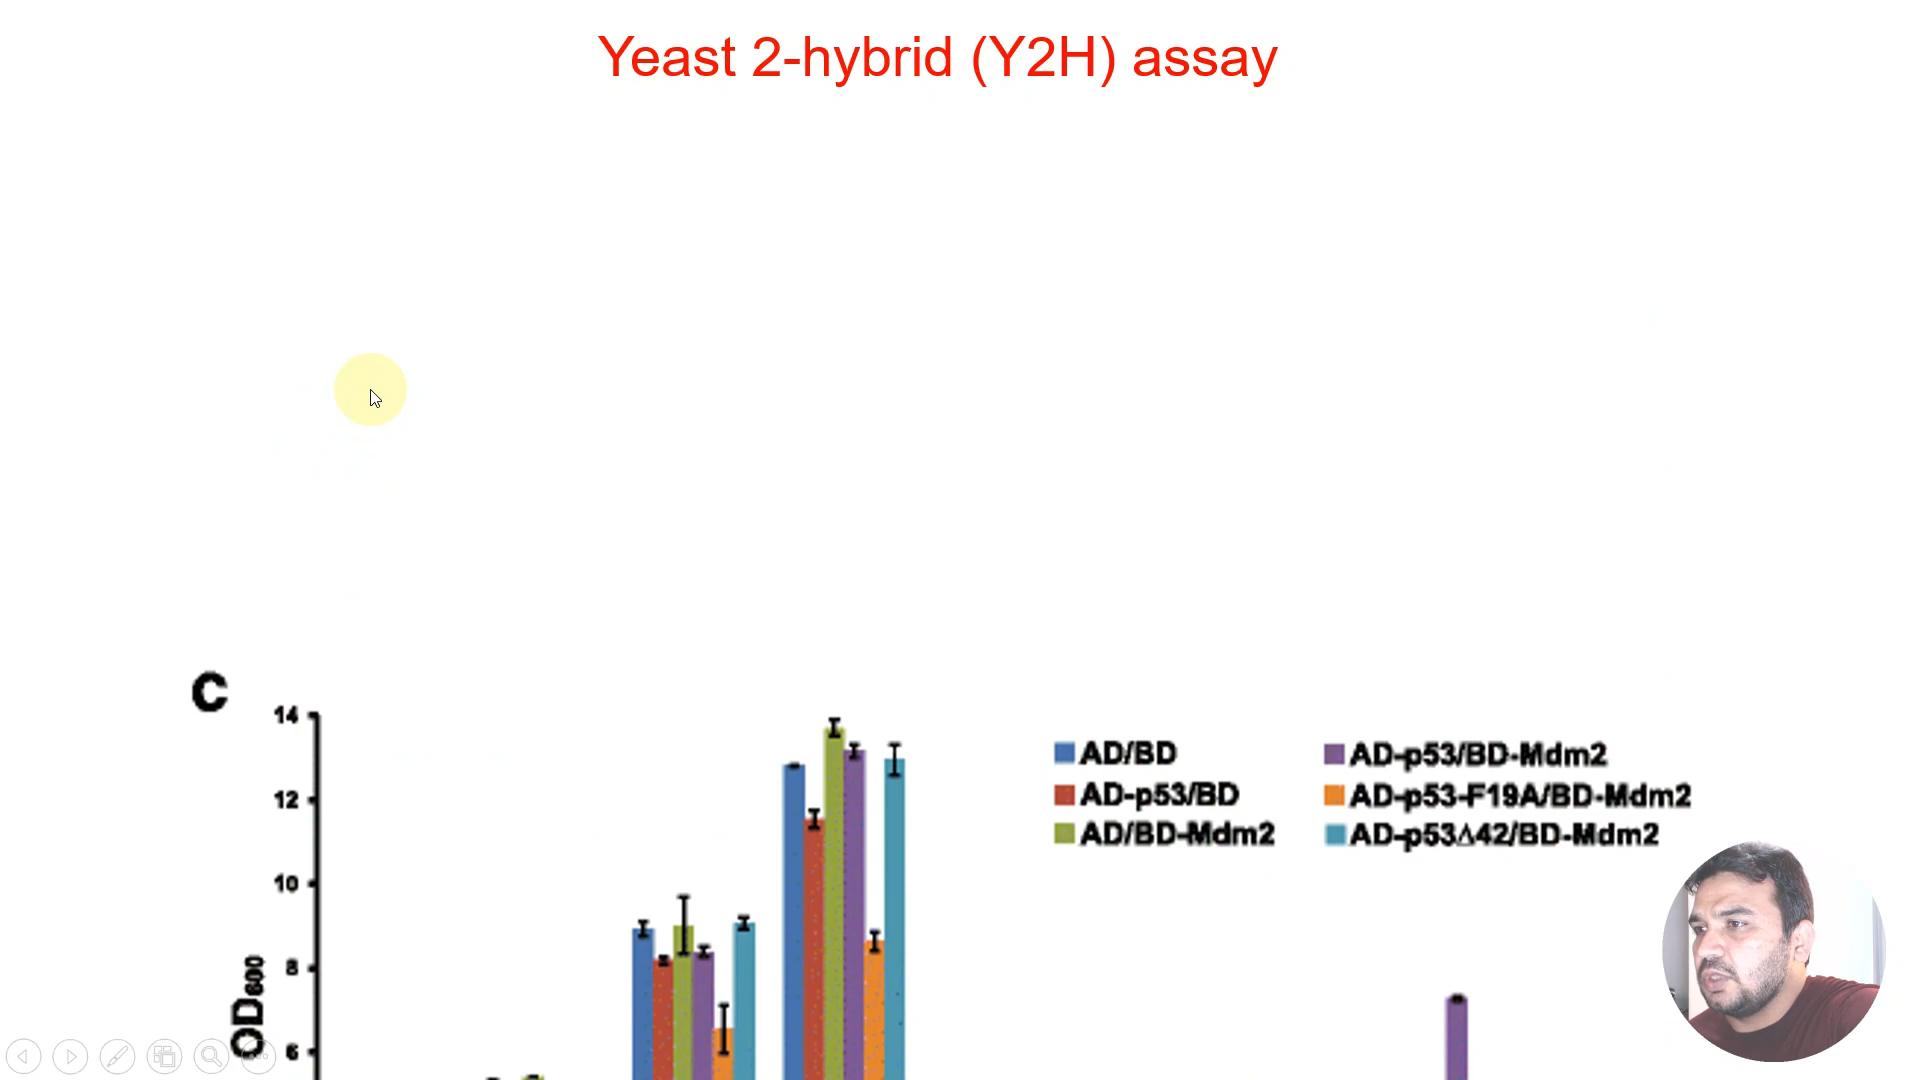 Yeast 2-hybrid (Y2H) assay
C
14
12
10
8
6
OD600
AD/BD
AD-p53/BD
AD/BD-Mdm2
AD-p53/BD-Mdm2
AD-p53-F19A/BD-Mdm2
AD-p53Δ42/BD-Mdm2